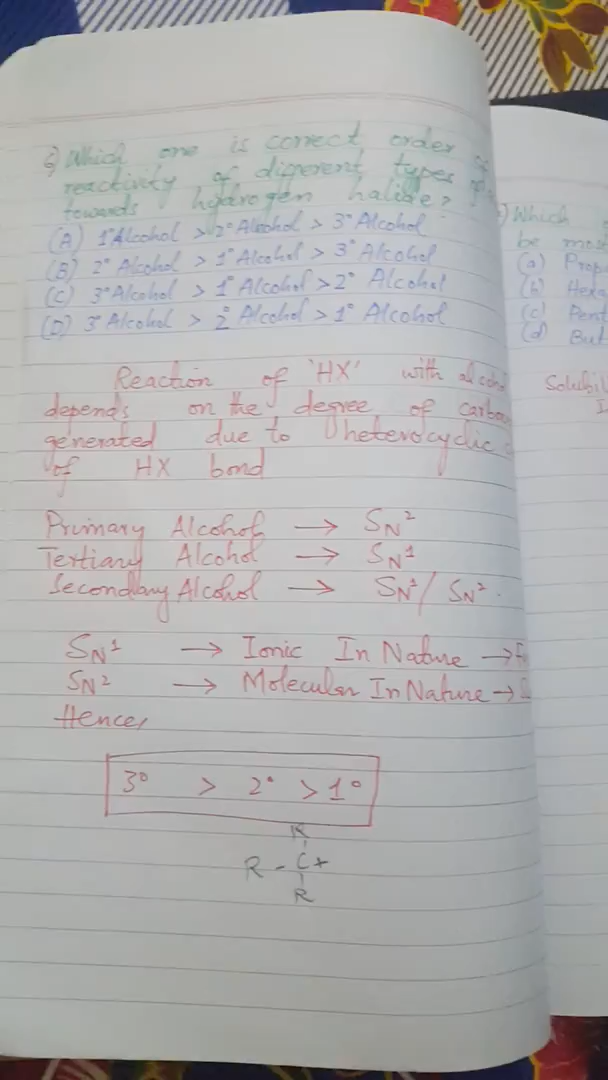 6) Which one is correct order of
reactivity of different types of
towards hydrogen halide?
(A) 1° Alcohol > 2° Alcohol > 3° Alcohol
(B) 2° Alcohol > 1° Alcohol > 3° Alcohol
(C) 3° Alcohol > 1° Alcohol > 2° Alcohol
(D) 3° Alcohol > 2° Alcohol > 1° Alcohol
Reaction of 'HX' with alcoh
depends on the degree of carboc
generated due to heterocyclic
of HX bond
Primary Alcohol → SN²
Tertiary Alcohol → SN¹
Secondary Alcohol → SN¹/ SN²
SN¹ → Ionic In Nature →
SN² → Molecular In Nature →
Hence,
3° > 2° > 1°
R
R - C+
R
) Which
be mos
(a) Prop
(b) Hexa
(c) Pent
(d) But
Solubil